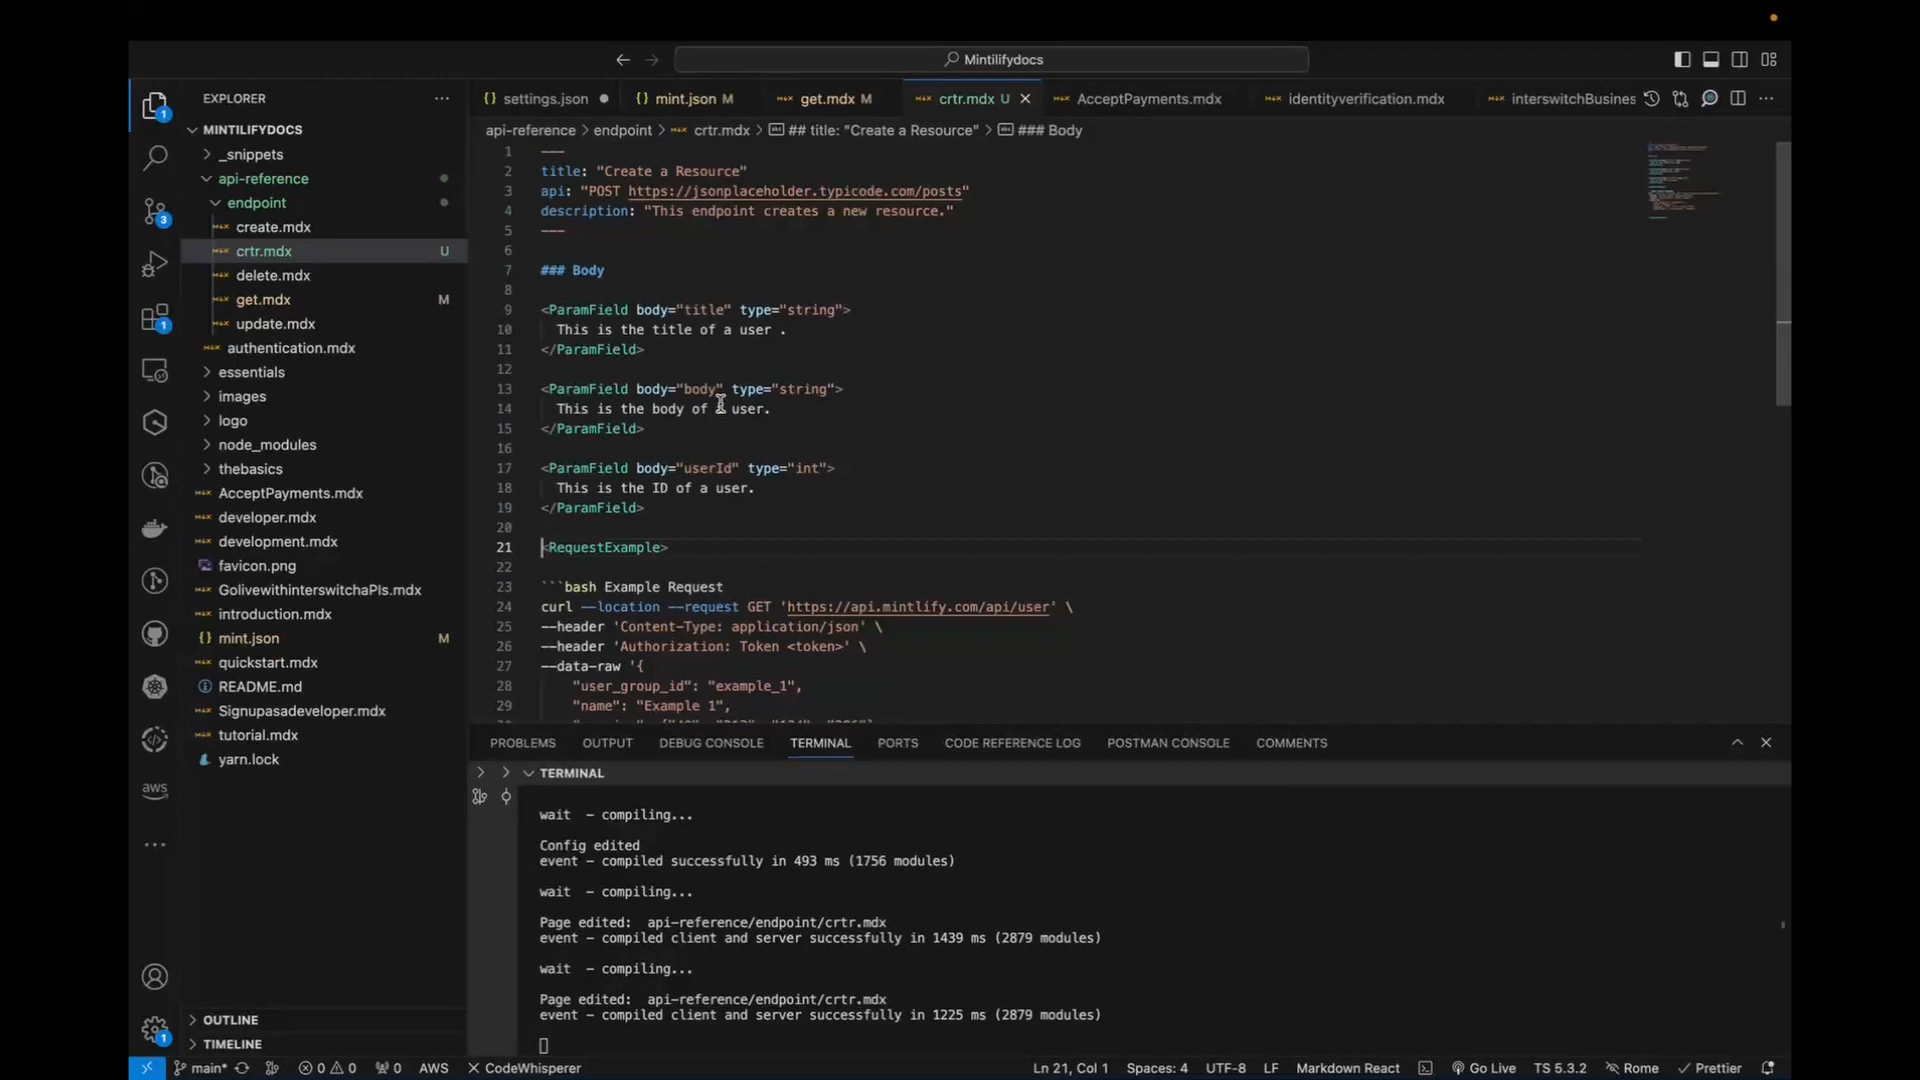 Mintilifydocs
EXPLORER
settings.json
mint.json M
get.mdx M
crtr.mdx U
AcceptPayments.mdx
identityverification.mdx
interswitchBusines
MINTILIFYDOCS
api-reference > endpoint > crtr.mdx > ## title: "Create a Resource" > ### Body
_snippets
api-reference
endpoint
create.mdx
crtr.mdx U
delete.mdx
get.mdx M
update.mdx
authentication.mdx
essentials
images
logo
node_modules
thebasics
AcceptPayments.mdx
developer.mdx
development.mdx
favicon.png
GolivewithinterswitchaPIs.mdx
introduction.mdx
mint.json M
quickstart.mdx
README.md
Signupasadeveloper.mdx
tutorial.mdx
yarn.lock
OUTLINE
TIMELINE
1
3
1
aws
1
1 ---
2 title: "Create a Resource"
3 api: "POST https://jsonplaceholder.typicode.com/posts"
4 description: "This endpoint creates a new resource."
5 ---
6
7 ### Body
8
9 <ParamField body="title" type="string">
10 This is the title of a user .
11 </ParamField>
12
13 <ParamField body="body" type="string">
14 This is the body of a user.
15 </ParamField>
16
17 <ParamField body="userId" type="int">
18 This is the ID of a user.
19 </ParamField>
20
21 <RequestExample>
22
23 ```bash Example Request
24 curl --location --request GET 'https://api.mintlify.com/api/user' \
25 --header 'Content-Type: application/json' \
26 --header 'Authorization: Token <token>' \
27 --data-raw '{
28 "user_group_id": "example_1",
29 "name": "Example 1",
PROBLEMS OUTPUT DEBUG CONSOLE TERMINAL PORTS CODE REFERENCE LOG POSTMAN CONSOLE COMMENTS
TERMINAL
wait - compiling...
Config edited
event - compiled successfully in 493 ms (1756 modules)
wait - compiling...
Page edited: api-reference/endpoint/crtr.mdx
event - compiled client and server successfully in 1439 ms (2879 modules)
wait - compiling...
Page edited: api-reference/endpoint/crtr.mdx
event - compiled client and server successfully in 1225 ms (2879 modules)
main* 0 0 0 AWS CodeWhisperer Ln 21, Col 1 Spaces: 4 UTF-8 LF Markdown React Go Live TS 5.3.2 Rome Prettier